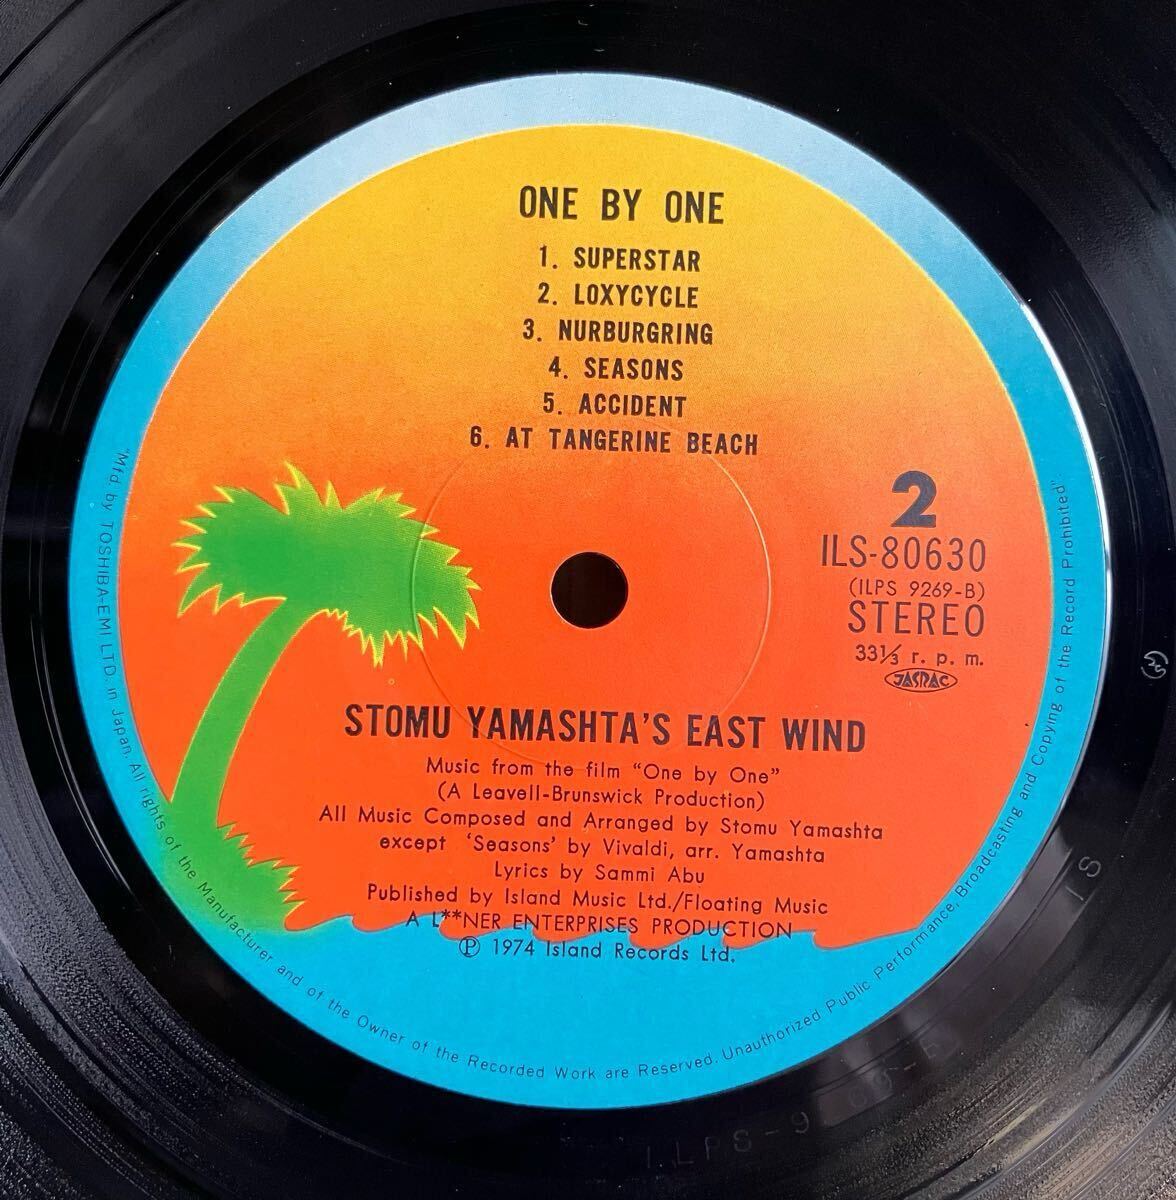 ONE BY ONE
1. SUPERSTAR
2. LOXYCYCLE
3. NURBURGRING
4. SEASONS
5. ACCIDENT
6. AT TANGERINE BEACH
2
ILS-80630
(ILPS 9269-B)
STEREO
33⅓ r. p. m.
JASRAC
STOMU YAMASHTA'S EAST WIND
Music from the film "One by One"
(A Leavell-Brunswick Production)
All Music Composed and Arranged by Stomu Yamashta
except 'Seasons' by Vivaldi, arr. Yamashta
Lyrics by Sammi Abu
Published by Island Music Ltd./Floating Music
A L**NER ENTERPRISES PRODUCTION
℗ 1974 Island Records Ltd.
"Mfd. by TOSHIBA-EMI LTD. in Japan. All rights of the Manufacturer and of the Owner of the Recorded Work are Reserved. Unauthorized Public Performance, Broadcasting and Copying of the Record Prohibited".
1S